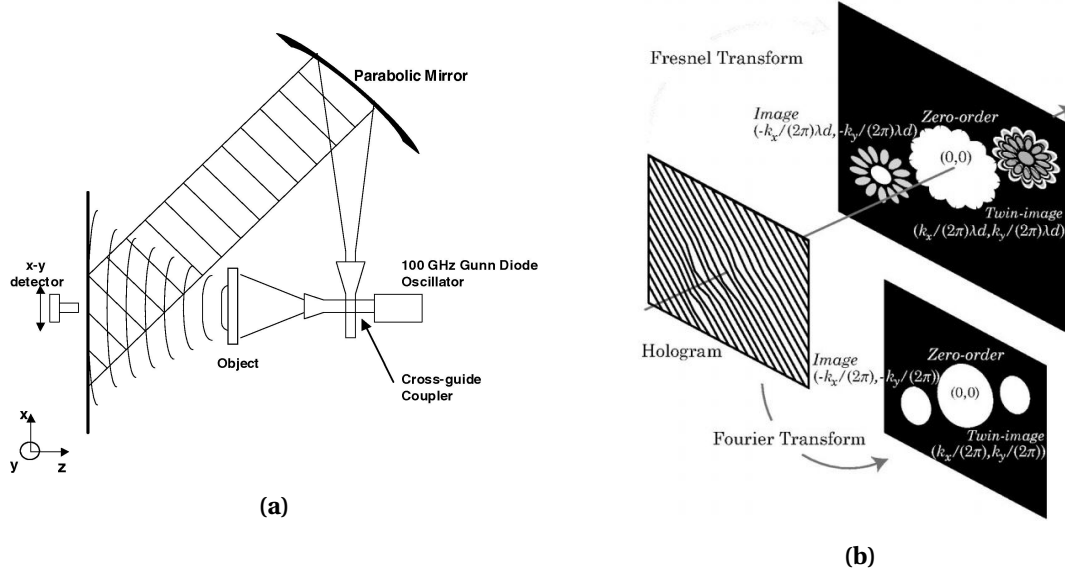 Parabolic Mirror
x-y
detector
100 GHz Gunn Diode
Oscillator
Object
Cross-guide
Coupler
x
y
z
(a)
Fresnel Transform
Image
(-kx/(2π)λd,-ky/(2π)λd)
Zero-order
(0,0)
Twin-image
(kx/(2π)λd,ky/(2π)λd)
Hologram
Image
(-kx/(2π),-ky/(2π))
Zero-order
(0,0)
Twin-image
(kx/(2π),ky/(2π))
Fourier Transform
(b)